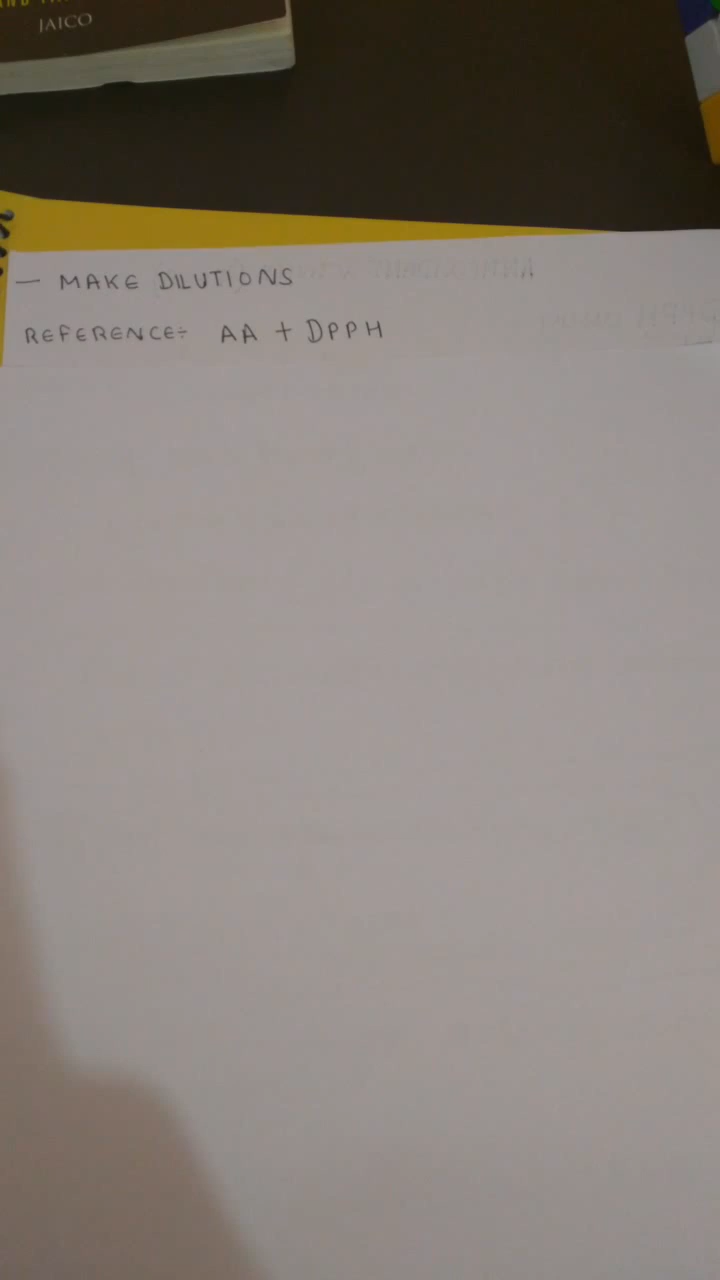 JAICO
— MAKE DILUTIONS
REFERENCE:- AA + DPPH